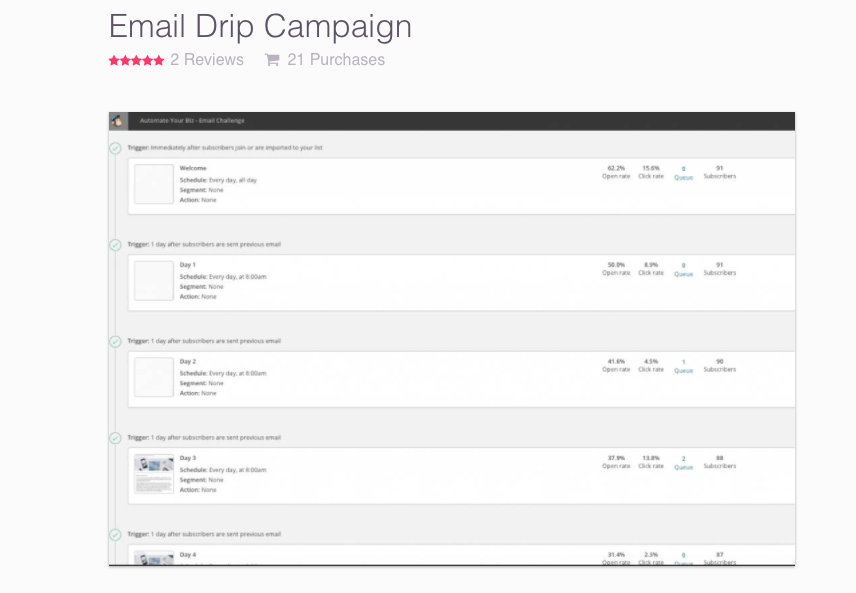 Email Drip Campaign
2 Reviews 21 Purchases
Automate Your Biz - Email Challenge
Trigger: Immediately after subscribers join or are imported to your list
Welcome
Schedule: Every day, all day
Segment: None
Action: None
62.2% 15.6% 0 91
Open rate Click rate Queue Subscribers
Trigger: 1 day after subscribers are sent previous email
Day 1
Schedule: Every day, at 8:00am
Segment: None
Action: None
50.0% 8.9% 91
Open rate Click rate Queue Subscribers
Trigger: 1 day after subscribers are sent previous email
Day 2
Schedule: Every day, at 8:00am
Segment: None
Action: None
41.6% 4.5% 1 90
Open rate Click rate Queue Subscribers
Trigger: 1 day after subscribers are sent previous email
Day 3
Schedule: Every day, at 8:00am
Segment: None
Action: None
37.9% 13.8% 2 88
Open rate Click rate Queue Subscribers
Trigger: 1 day after subscribers are sent previous email
Day 4
31.4% 2.3% 87
Open rate Click rate Queue Subscribers